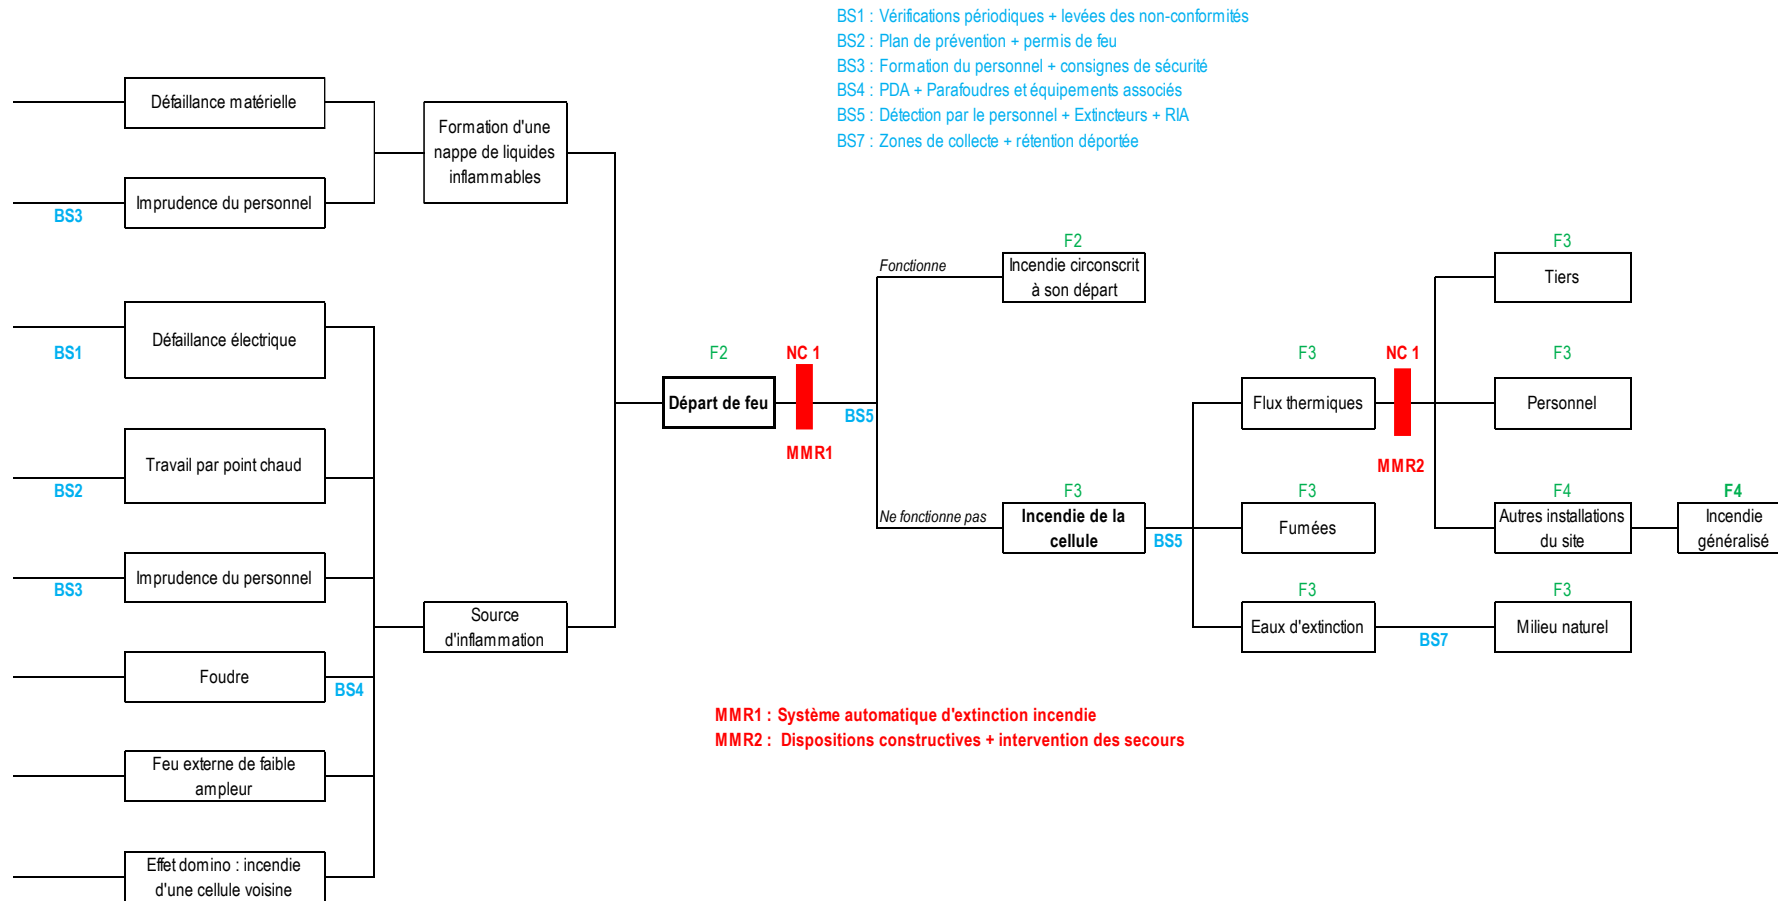 BS1 : Vérifications périodiques + levées des non-conformités
BS2 : Plan de prévention + permis de feu
BS3 : Formation du personnel + consignes de sécurité
BS4 : PDA + Parafoudres et équipements associés
BS5 : Détection par le personnel + Extincteurs + RIA
BS7 : Zones de collecte + rétention déportée
Défaillance matérielle
Formation d'une
nappe de liquides
inflammables
Imprudence du personnel
BS3
Défaillance électrique
BS1
Travail par point chaud
BS2
Imprudence du personnel
BS3
Source
d'inflammation
Foudre
BS4
Feu externe de faible
ampleur
Effet domino : incendie
d'une cellule voisine
F2
Départ de feu
NC 1
MMR1
BS5
Fonctionne
F2
Incendie circonscrit
à son départ
Ne fonctionne pas
F3
Incendie de la
cellule
BS5
F3
Flux thermiques
NC 1
MMR2
F3
Fumées
F3
Eaux d'extinction
BS7
F3
Tiers
F3
Personnel
F4
Autres installations
du site
F4
Incendie
généralisé
F3
Milieu naturel
MMR1 : Système automatique d'extinction incendie
MMR2 : Dispositions constructives + intervention des secours